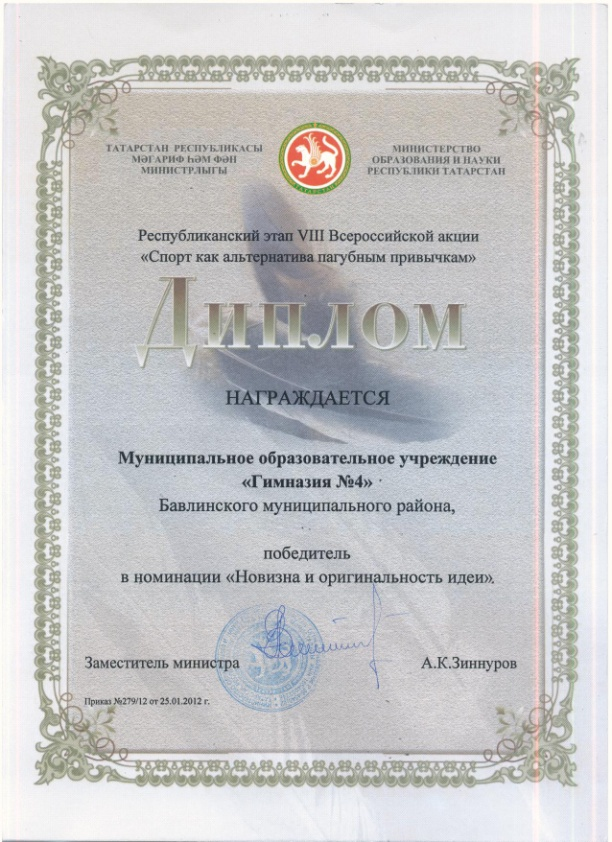 ТАТАРСТАН РЕСПУБЛИКАСЫ
МӘГАРИФ ҺӘМ ФӘН
МИНИСТРЛЫГЫ
МИНИСТЕРСТВО
ОБРАЗОВАНИЯ И НАУКИ
РЕСПУБЛИКИ ТАТАРСТАН
Республиканский этап VIII Всероссийской акции
«Спорт как альтернатива пагубным привычкам»
Диплом
НАГРАЖДАЕТСЯ
Муниципальное образовательное учреждение
«Гимназия №4»
Бавлинского муниципального района,
победитель
в номинации «Новизна и оригинальность идеи».
Заместитель министра
А.К.Зиннуров
Приказ №279/12 от 25.01.2012 г.